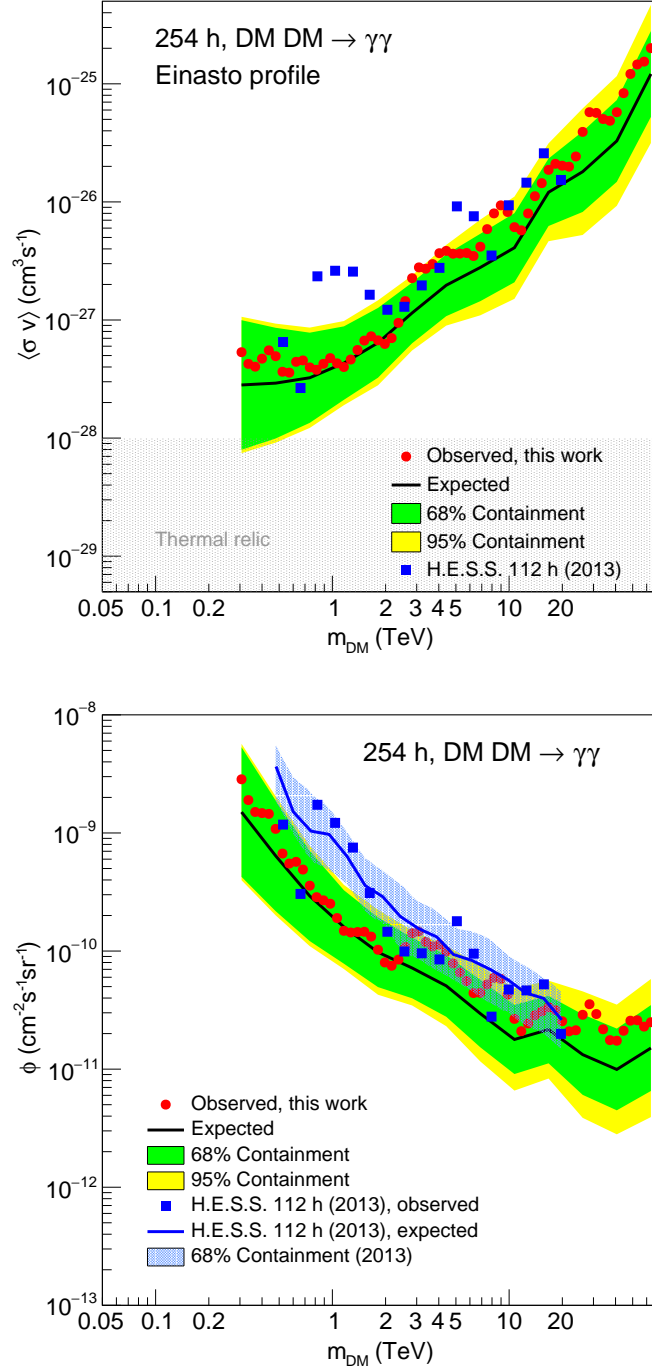 254 h, DM DM → γγ
Einasto profile
10⁻²⁵
10⁻²⁶
10⁻²⁷
10⁻²⁸
10⁻²⁹
⟨σ v⟩ (cm³ s⁻¹)
Observed, this work
Expected
68% Containment
95% Containment
H.E.S.S. 112 h (2013)
Thermal relic
0.05 0.1 0.2 1 2 3 4 5 10 20
m_DM (TeV)
10⁻⁸
10⁻⁹
10⁻¹⁰
10⁻¹¹
10⁻¹²
10⁻¹³
ϕ (cm⁻²s⁻¹sr⁻¹)
254 h, DM DM → γγ
Observed, this work
Expected
68% Containment
95% Containment
H.E.S.S. 112 h (2013), observed
H.E.S.S. 112 h (2013), expected
68% Containment (2013)
0.05 0.1 0.2 1 2 3 4 5 10 20
m_DM (TeV)